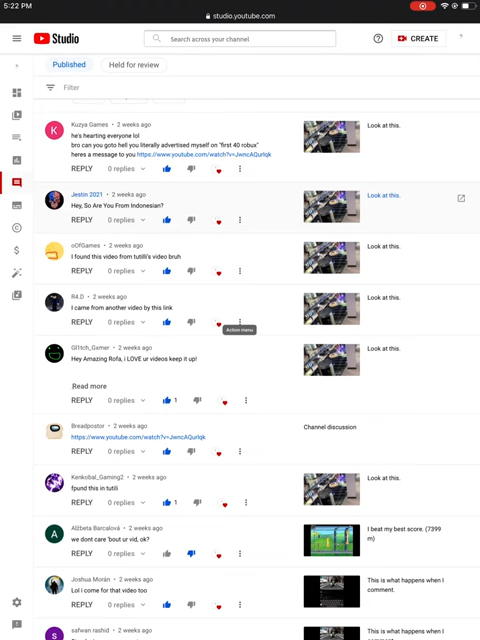 5:22 PM
studio.youtube.com
Studio
Search across your channel
CREATE
Published
Held for review
Filter
Kuzya Games • 2 weeks ago
he's hearting everyone lol
bro can you goto hell you literally advertised myself on "first 40 robux"
heres a message to you https://www.youtube.com/watch?v=JwncAQurIqk
REPLY 0 replies
Look at this.
Jestin 2021 • 2 weeks ago
Hey, So Are You From Indonesian?
REPLY 0 replies
Look at this.
oOfGames • 2 weeks ago
I found this video from tutilli's video bruh
REPLY 0 replies
Look at this.
R4.D • 2 weeks ago
I came from another video by this link
REPLY 0 replies
Look at this.
Action menu
Gl1tch_Gxmer • 2 weeks ago
Hey Amazing Rofa, i LOVE ur videos keep it up!
Read more
REPLY 0 replies 1
Look at this.
Breadpostor • 2 weeks ago
https://www.youtube.com/watch?v=JwncAQurIqk
REPLY 0 replies
Channel discussion
Kenkobal_Gaming2 • 2 weeks ago
fpund this in tutili
REPLY 0 replies 1
Look at this.
Alžbeta Barcalová • 2 weeks ago
we dont care 'bout ur vid, ok?
REPLY 0 replies
I beat my best score. (7399
m)
Joshua Morán • 2 weeks ago
Lol i come for that video too
REPLY 0 replies
This is what happens when I
comment.
safwan rashid • 2 weeks ago
This is what happens when I
comment.